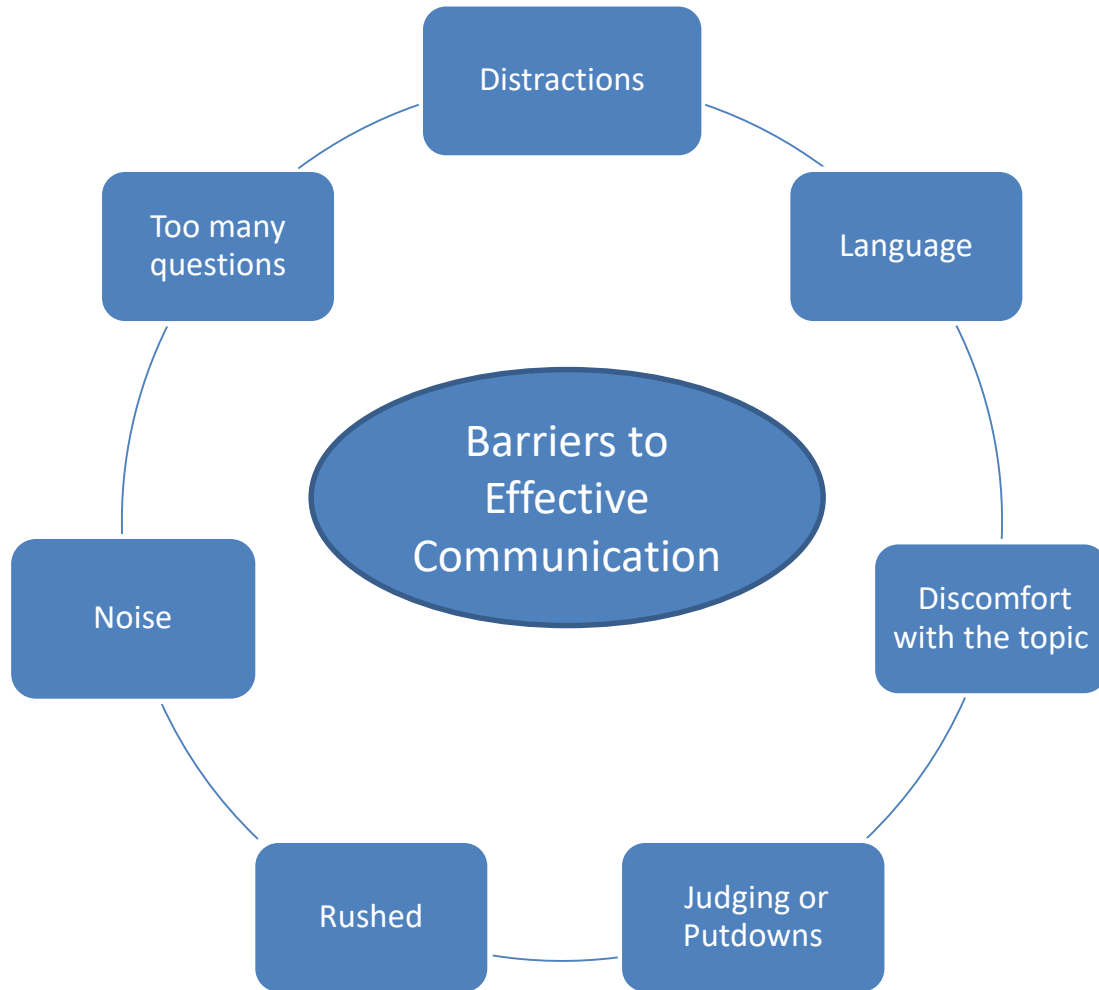 Distractions
Language
Discomfort
with the topic
Judging or
Putdowns
Rushed
Noise
Too many
questions
Barriers to
Effective
Communication